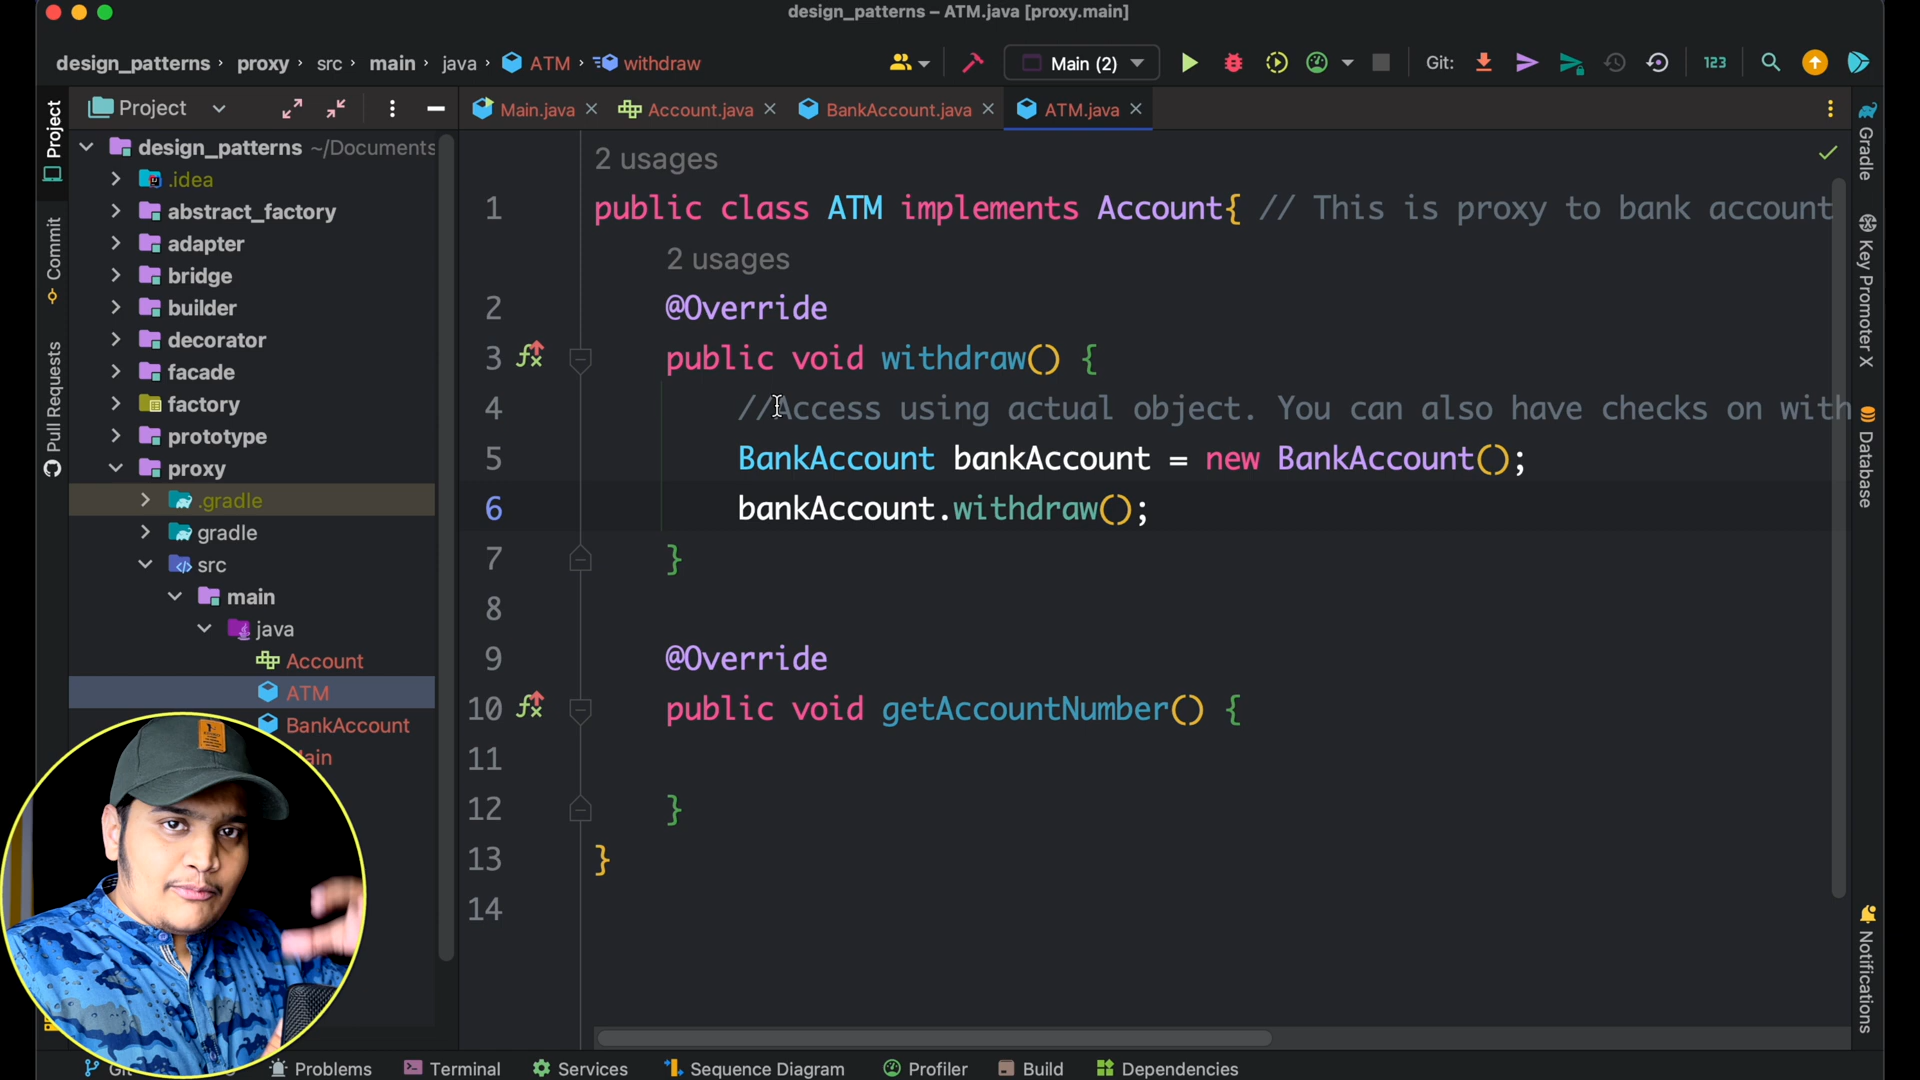 design_patterns – ATM.java [proxy.main]
design_patterns › proxy › src › main › java › ATM › withdraw
Main (2)
Git:
123
Project
Main.java
Account.java
BankAccount.java
ATM.java
Project
Commit
Pull Requests
design_patterns ~/Documents
.idea
abstract_factory
adapter
bridge
builder
decorator
facade
factory
prototype
proxy
.gradle
gradle
src
main
java
Account
ATM
BankAccount
2 usages
1 public class ATM implements Account{ // This is proxy to bank account
2 usages
2 @Override
3 public void withdraw() {
4 //Access using actual object. You can also have checks on with
5 BankAccount bankAccount = new BankAccount();
6 bankAccount.withdraw();
7 }
8
9 @Override
10 public void getAccountNumber() {
11
12 }
13 }
14
Gradle
Key Promoter X
Database
Notifications
Problems
Terminal
Services
Sequence Diagram
Profiler
Build
Dependencies